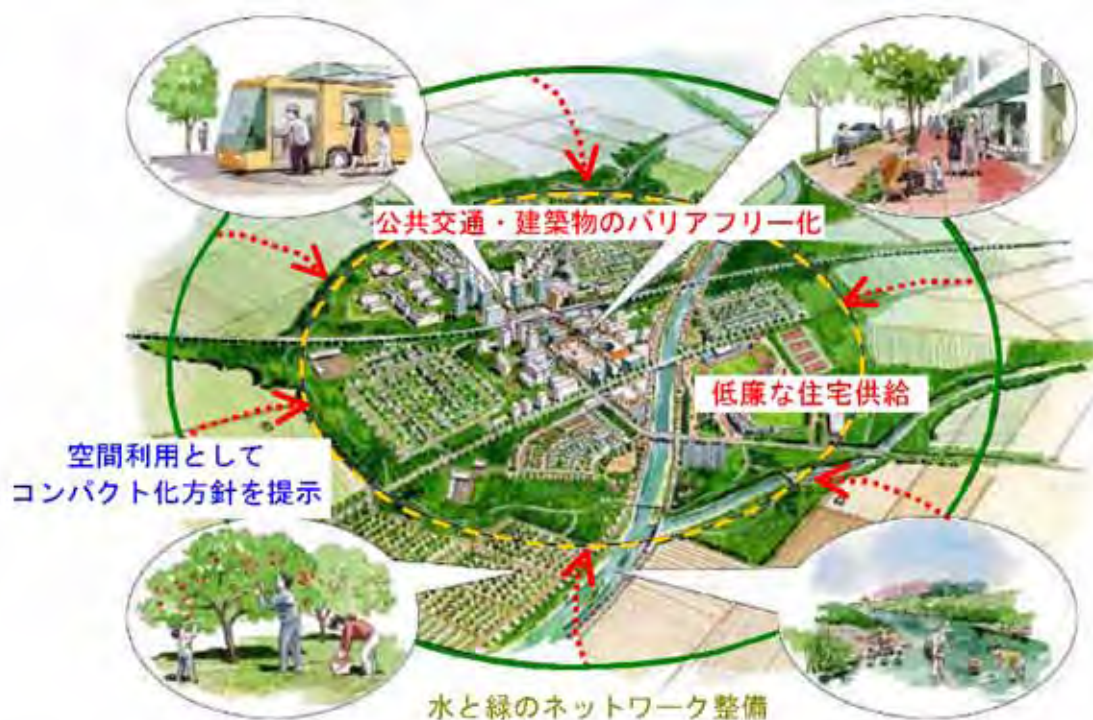 公共交通・建築物のバリアフリー化
低廉な住宅供給
空間利用として
コンパクト化方針を提示
水と緑のネットワーク整備